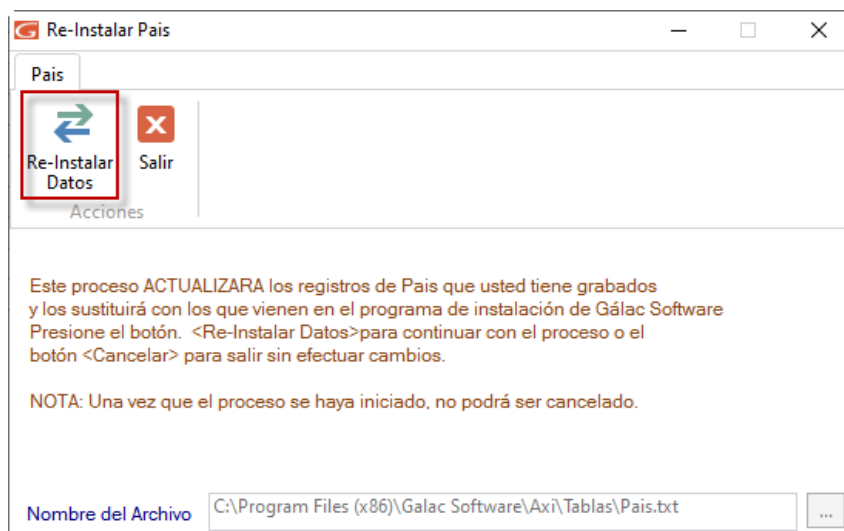 Re-Instalar Pais
Pais
Re-Instalar
Datos
Salir
Acciones
Este proceso ACTUALIZARA los registros de Pais que usted tiene grabados
y los sustituirá con los que vienen en el programa de instalación de Gálac Software
Presione el botón.  <Re-Instalar Datos>para continuar con el proceso o el
botón <Cancelar> para salir sin efectuar cambios.
NOTA: Una vez que el proceso se haya iniciado, no podrá ser cancelado.
Nombre del Archivo C:\Program Files (x86)\Galac Software\Axi\Tablas\Pais.txt ...